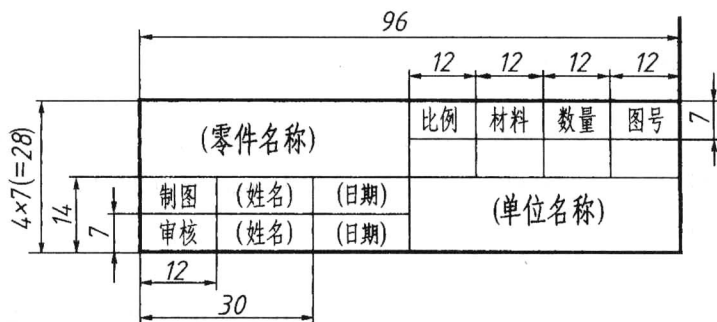 96
12 12 12 12
比例 材料 数量 图号
7
(零件名称)
4×7(=28)
14
7
制图 (姓名) (日期)
(单位名称)
审核 (姓名) (日期)
12
30